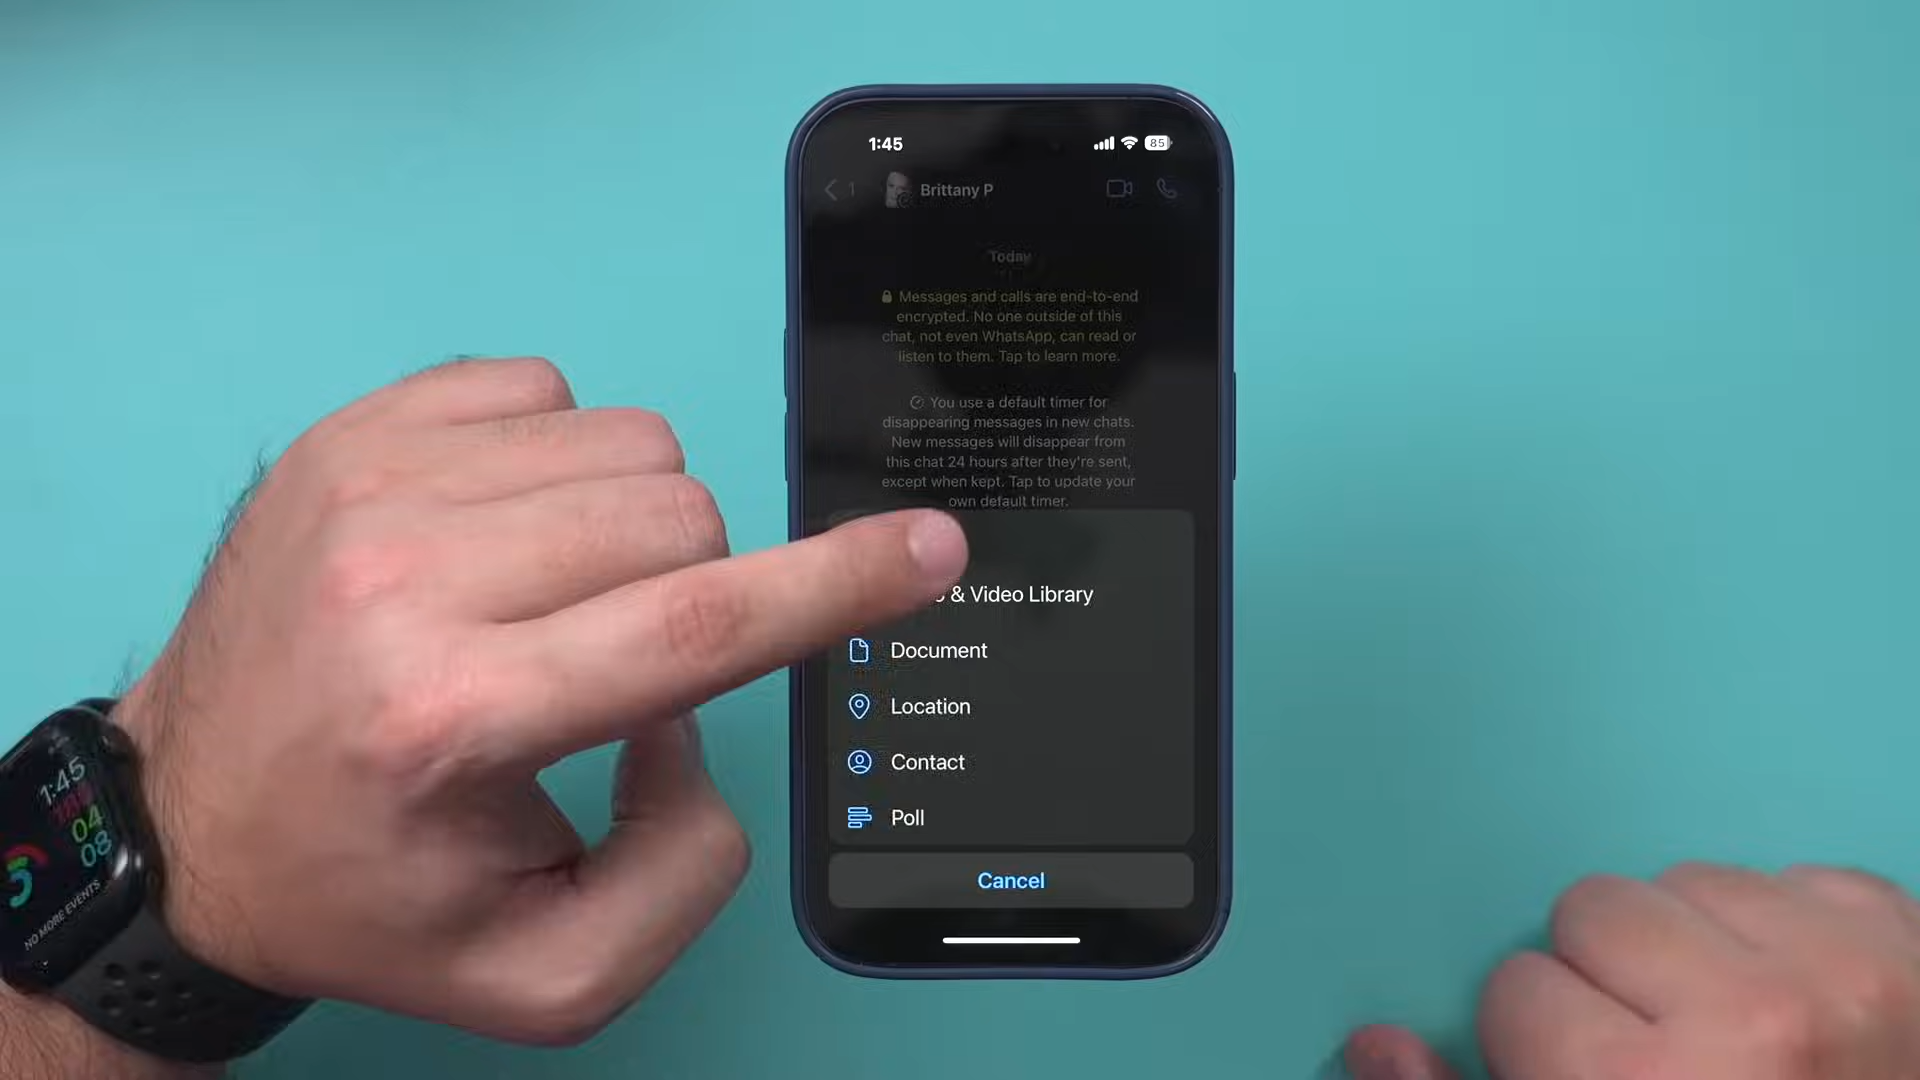 1:45
85
1
Brittany P
Today
Messages and calls are end-to-end
encrypted. No one outside of this
chat, not even WhatsApp, can read or
listen to them. Tap to learn more.
You use a default timer for
disappearing messages in new chats.
New messages will disappear from
this chat 24 hours after they're sent,
except when kept. Tap to update your
own default timer.
& Video Library
Document
Location
Contact
Poll
Cancel
1:45
04
08
NO MORE EVENTS